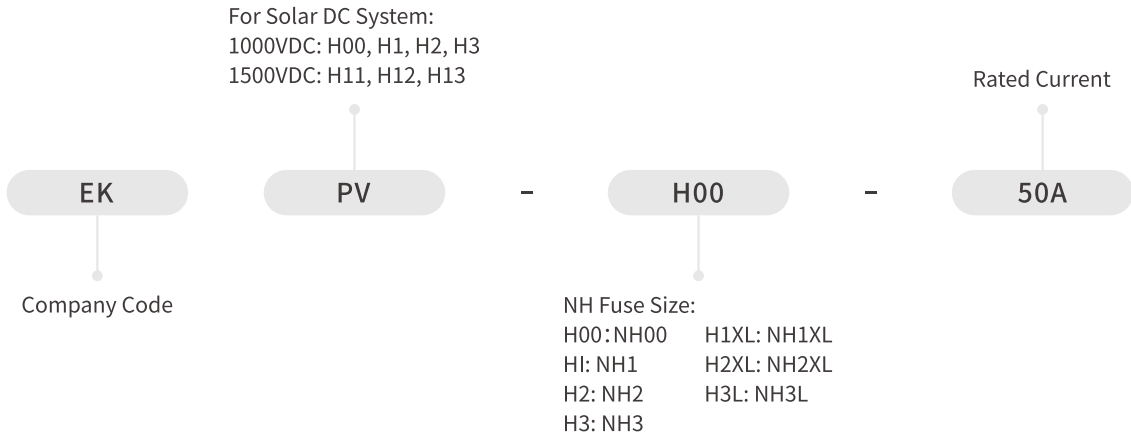 For Solar DC System:
1000VDC: H00, H1, H2, H3
1500VDC: H11, H12, H13
Rated Current
EK PV - H00 - 50A
Company Code
NH Fuse Size:
H00：NH00 H1XL: NH1XL
HI: NH1 H2XL: NH2XL
H2: NH2 H3L: NH3L
H3: NH3